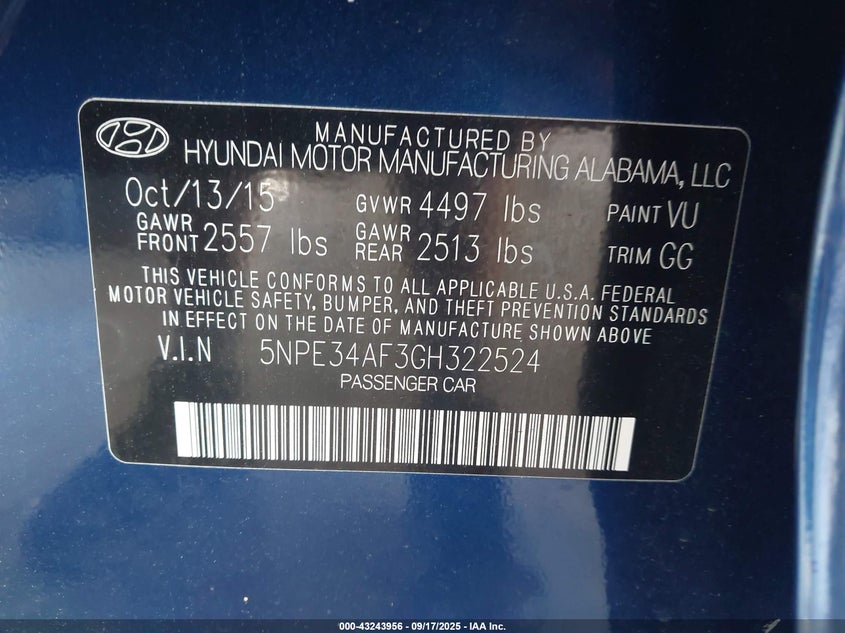 MANUFACTURED BY
HYUNDAI MOTOR MANUFACTURING ALABAMA, LLC
Oct/13/15 GVWR 4497 lbs PAINT VU
GAWR FRONT 2557 lbs GAWR REAR 2513 lbs TRIM GG
THIS VEHICLE CONFORMS TO ALL APPLICABLE U.S.A. FEDERAL
MOTOR VEHICLE SAFETY, BUMPER, AND THEFT PREVENTION STANDARDS
IN EFFECT ON THE DATE OF MANUFACTURE SHOWN ABOVE
V.I.N 5NPE34AF3GH322524
PASSENGER CAR
000-43243956 - 09/17/2025 - IAA Inc.